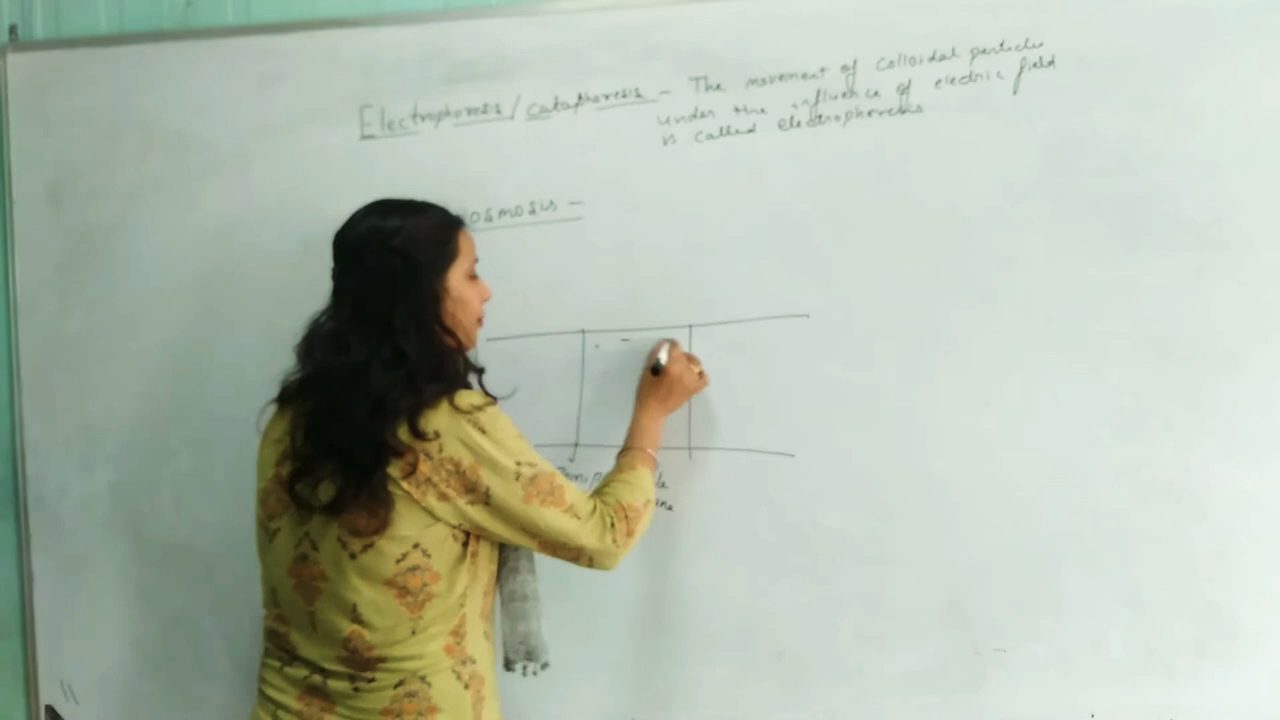 Electrophoresis / cataphoresis – The movement of colloidal particles
under the influence of electric field
is called electrophoresis
osmosis –